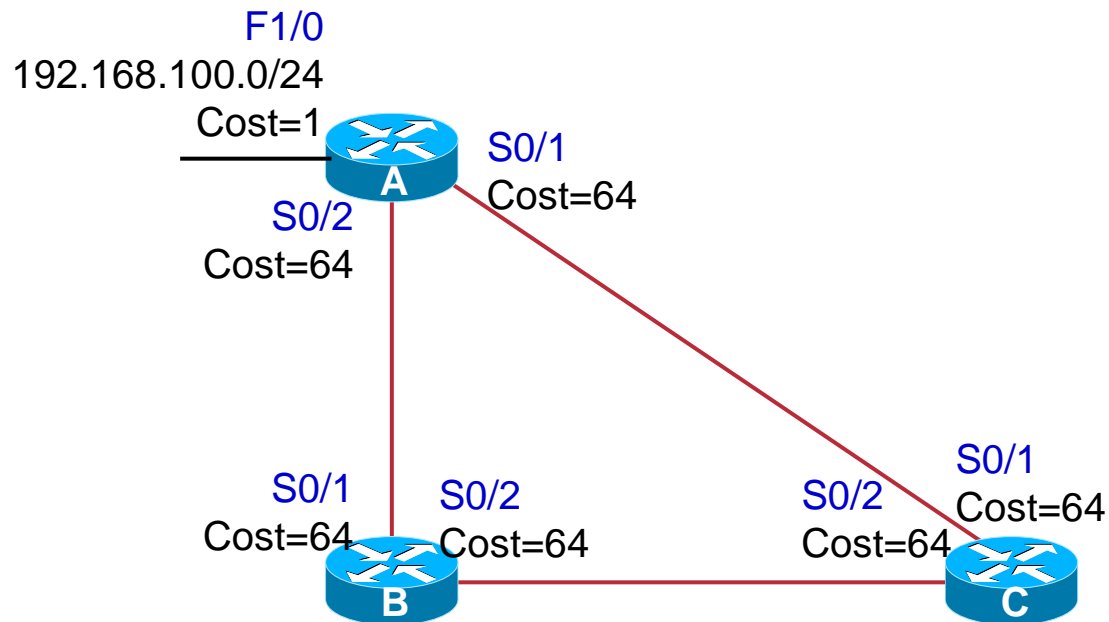 F1/0
192.168.100.0/24
Cost=1
A
S0/1
Cost=64
S0/2
Cost=64
S0/1
Cost=64
S0/2
Cost=64
B
S0/2
Cost=64
S0/1
Cost=64
C